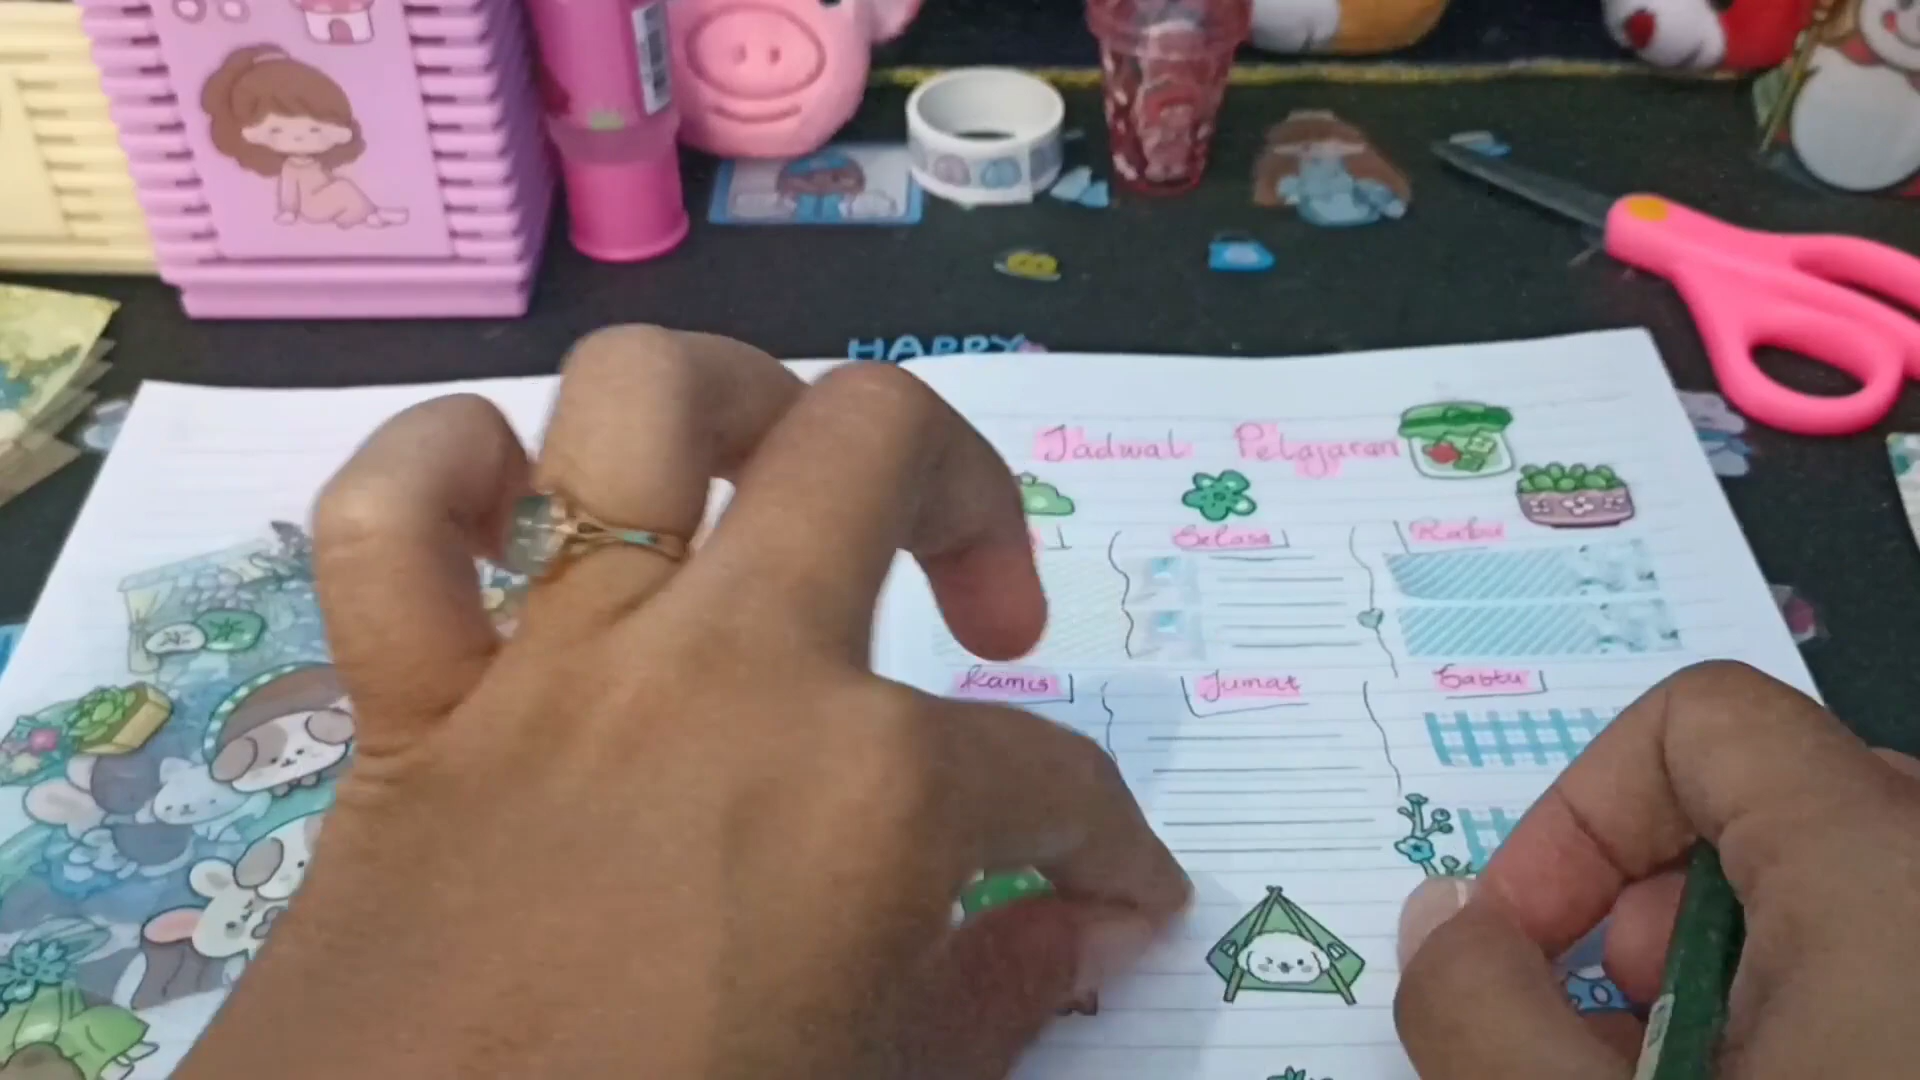 HAPPY
Jadwal Pelajaran
Selasa
Rabu
Kamis
Jumat
Sabtu